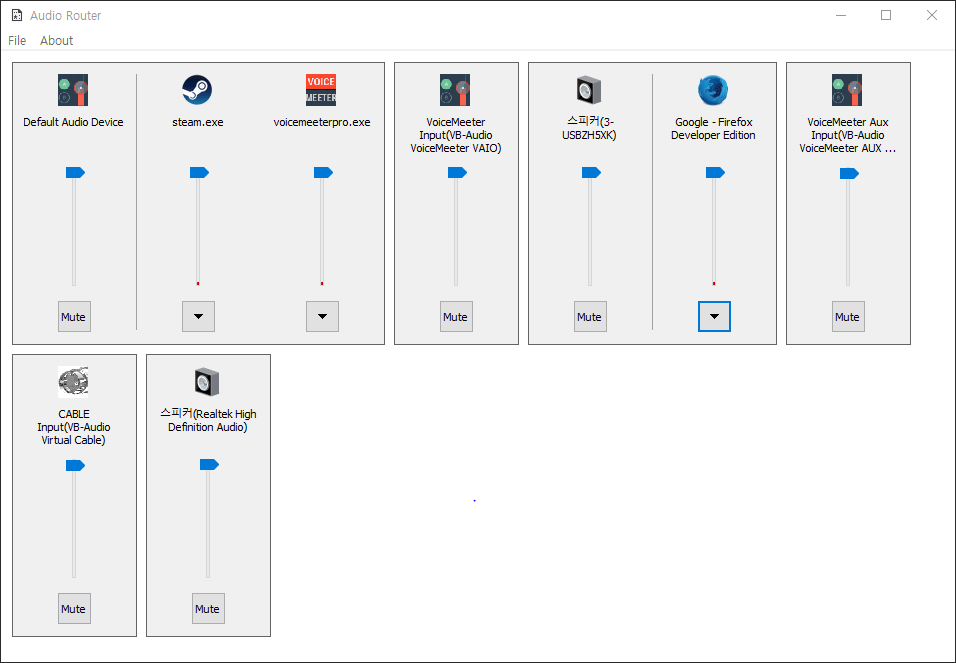 Audio Router
File About
VOICE
MEETER
Default Audio Device
steam.exe
voicemeeterpro.exe
VoiceMeeter
Input(VB-Audio
VoiceMeeter VAIO)
스피커(3-
USBZH5XK)
Google - Firefox
Developer Edition
VoiceMeeter Aux
Input(VB-Audio
VoiceMeeter AUX ...
Mute
Mute
Mute
Mute
CABLE
Input(VB-Audio
Virtual Cable)
스피커(Realtek High
Definition Audio)
Mute
Mute